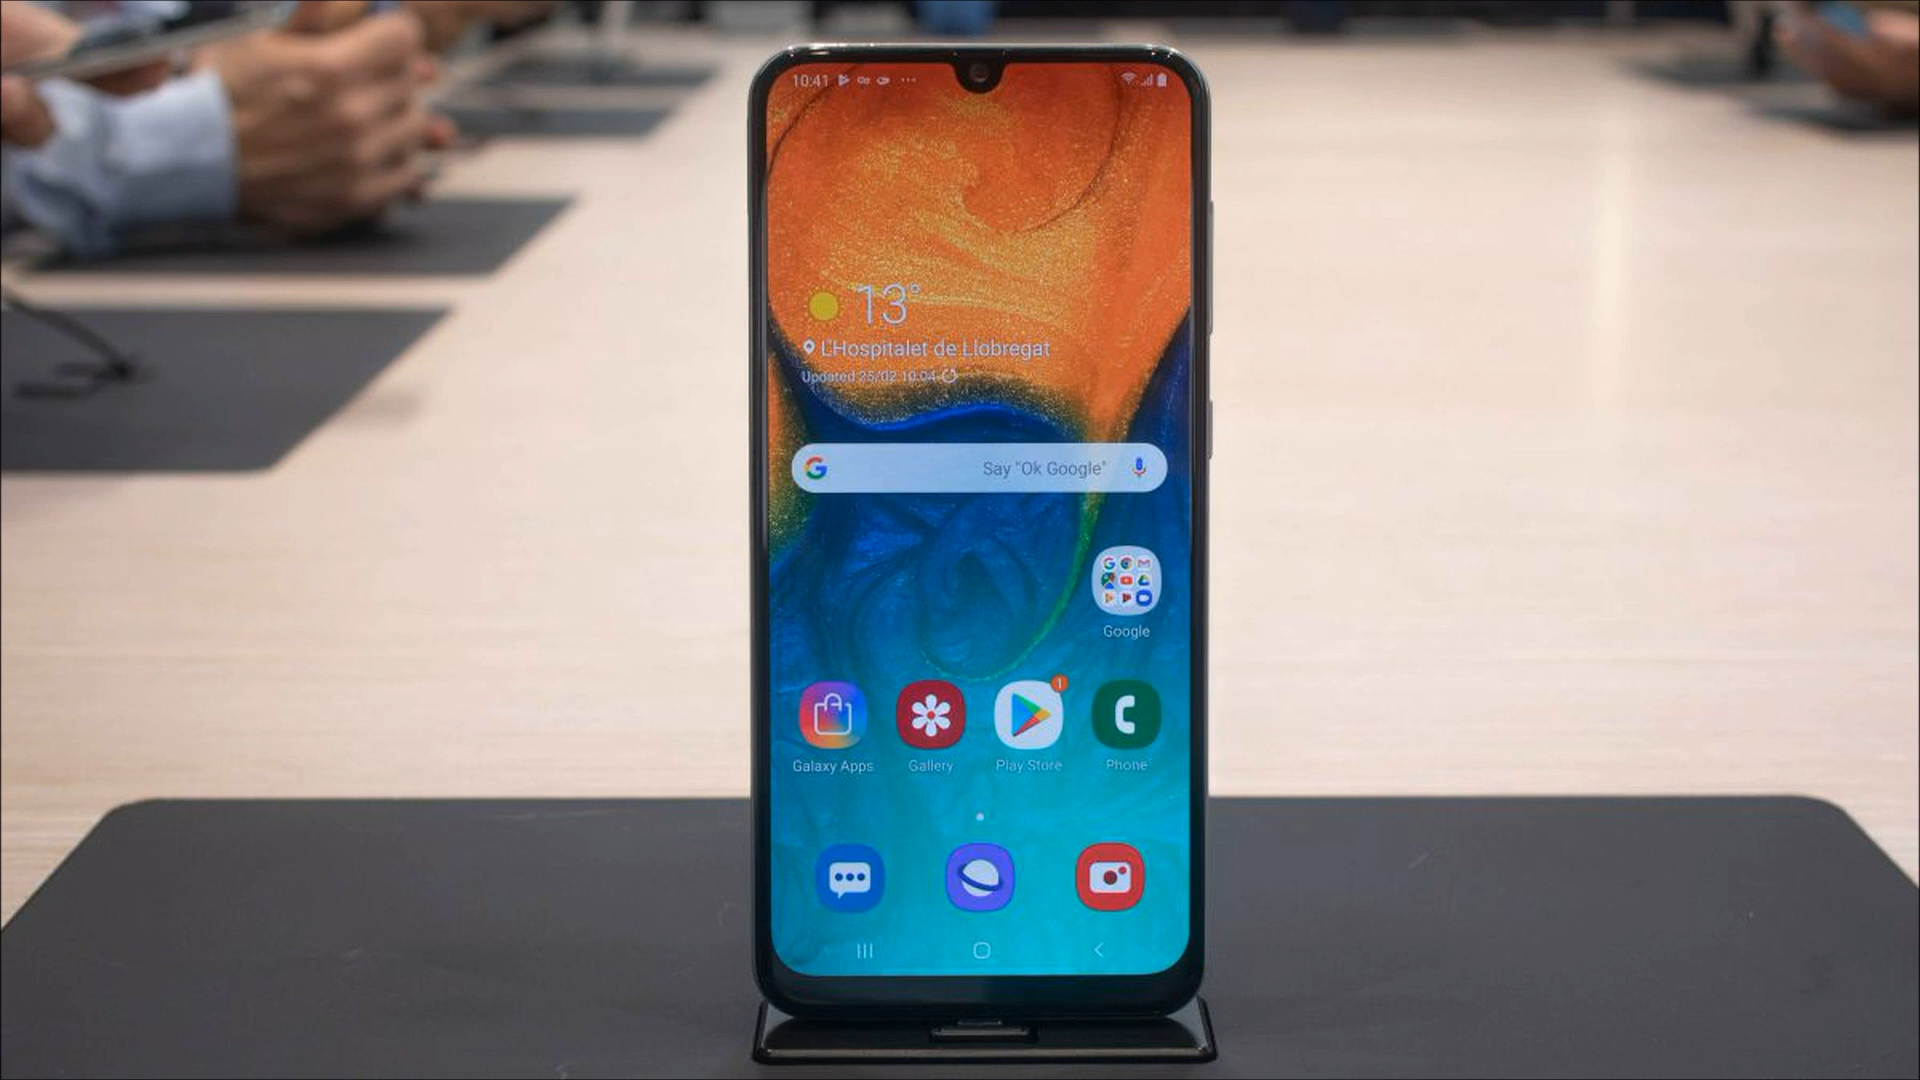 10:41
13°
L'Hospitalet de Llobregat
Updated 25/02 10:04
Say "Ok Google"
Google
1
Galaxy Apps
Gallery
Play Store
Phone